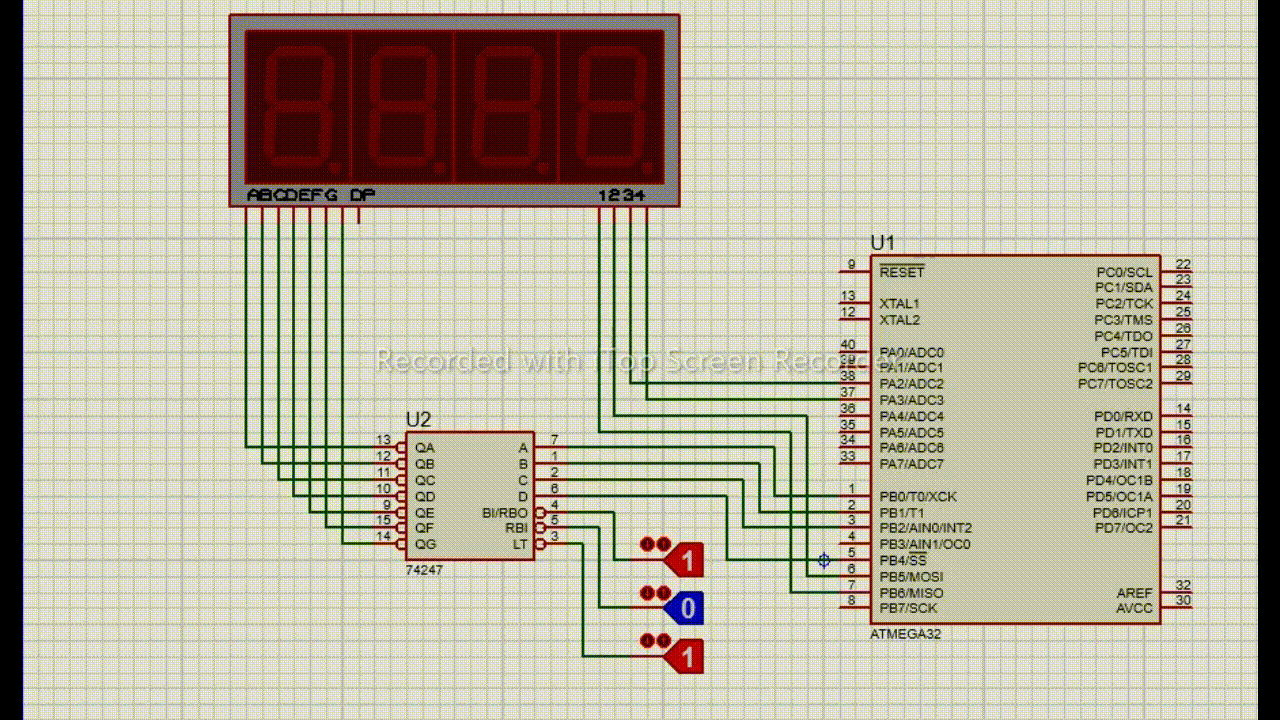 ABCDEFG DP
1234
U1
9 RESET
13 XTAL1
12 XTAL2
40 PA0/ADC0
39 PA1/ADC1
38 PA2/ADC2
37 PA3/ADC3
36 PA4/ADC4
35 PA5/ADC5
34 PA6/ADC6
33 PA7/ADC7
1 PB0/T0/XCK
2 PB1/T1
3 PB2/AIN0/INT2
4 PB3/AIN1/OC0
5 PB4/SS
6 PB5/MOSI
7 PB6/MISO
8 PB7/SCK
PC0/SCL 22
PC1/SDA 23
PC2/TCK 24
PC3/TMS 25
PC4/TDO 26
PC5/TDI 27
PC6/TOSC1 28
PC7/TOSC2 29
PD0/RXD 14
PD1/TXD 15
PD2/INT0 16
PD3/INT1 17
PD4/OC1B 18
PD5/OC1A 19
PD6/ICP1 20
PD7/OC2 21
AREF 32
AVCC 30
ATMEGA32
Recorded with iTop Screen Recorder
U2
13 QA
12 QB
11 QC
10 QD
9 QE
15 QF
14 QG
A 7
B 1
C 2
D 6
BI/RBO 4
RBI 5
LT 3
74247
1
0
1